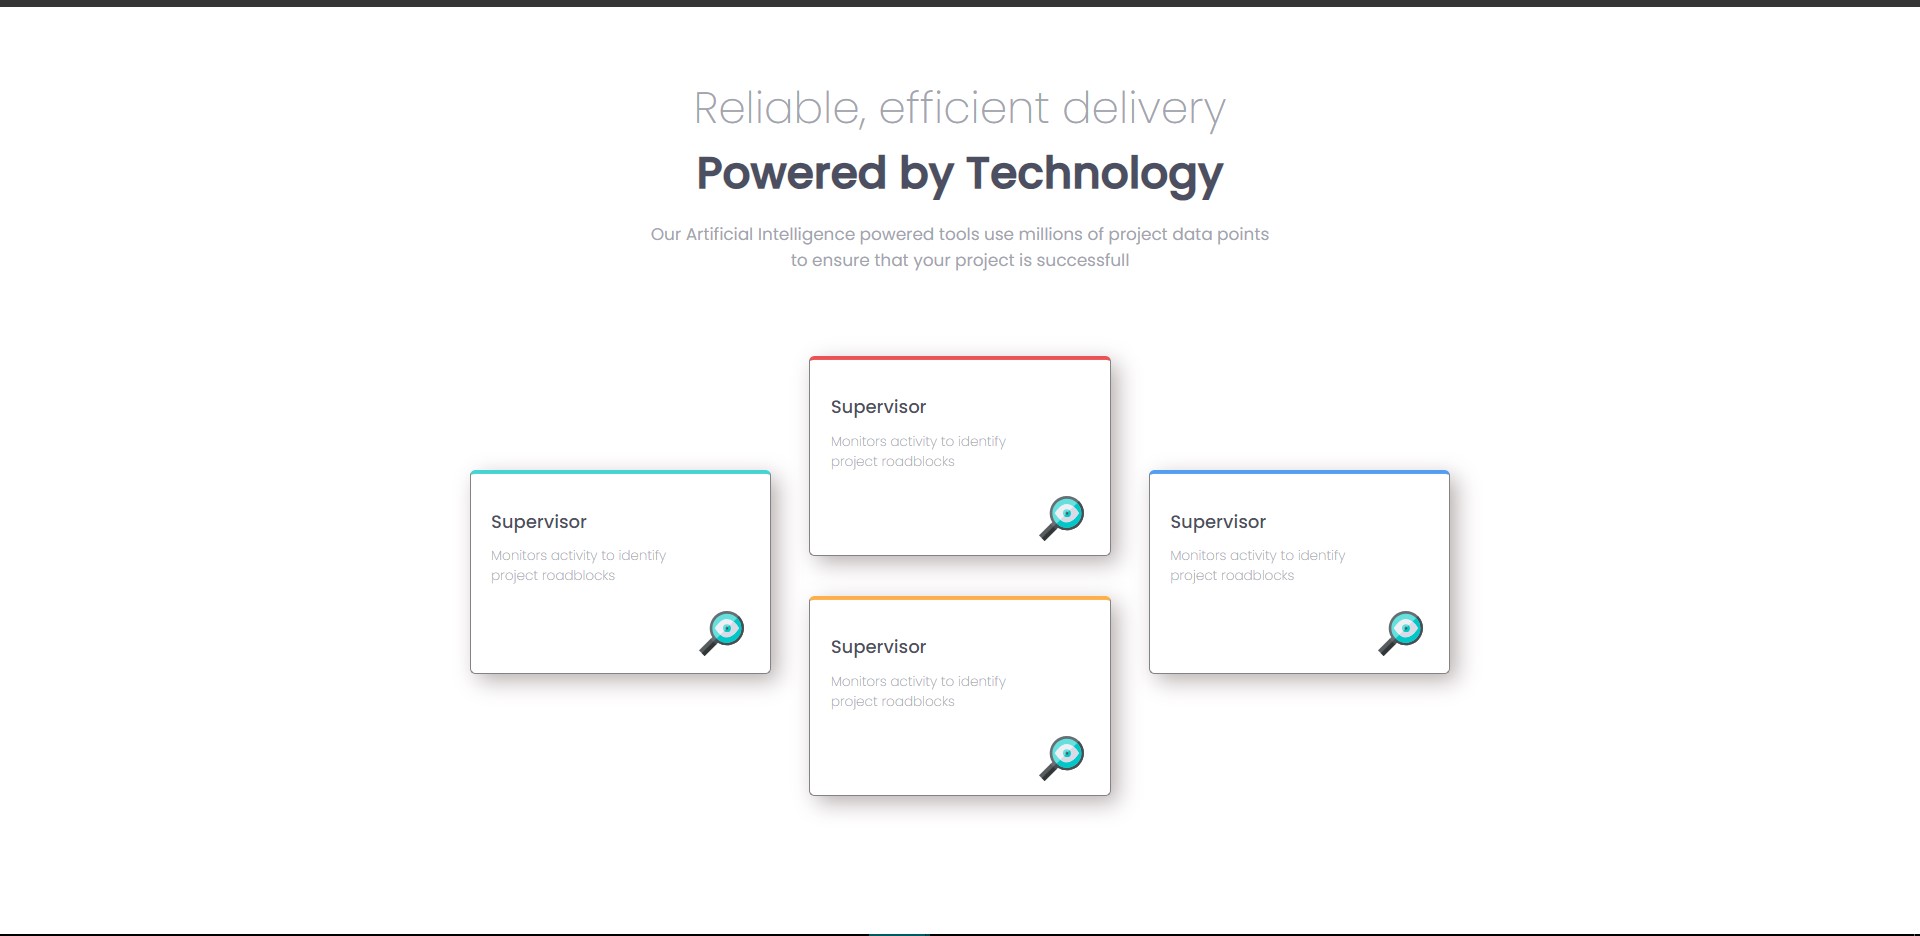 Reliable, efficient delivery
Powered by Technology
Our Artificial Intelligence powered tools use millions of project data points
to ensure that your project is successfull
Supervisor
Monitors activity to identify
project roadblocks
Supervisor
Monitors activity to identify
project roadblocks
Supervisor
Monitors activity to identify
project roadblocks
Supervisor
Monitors activity to identify
project roadblocks